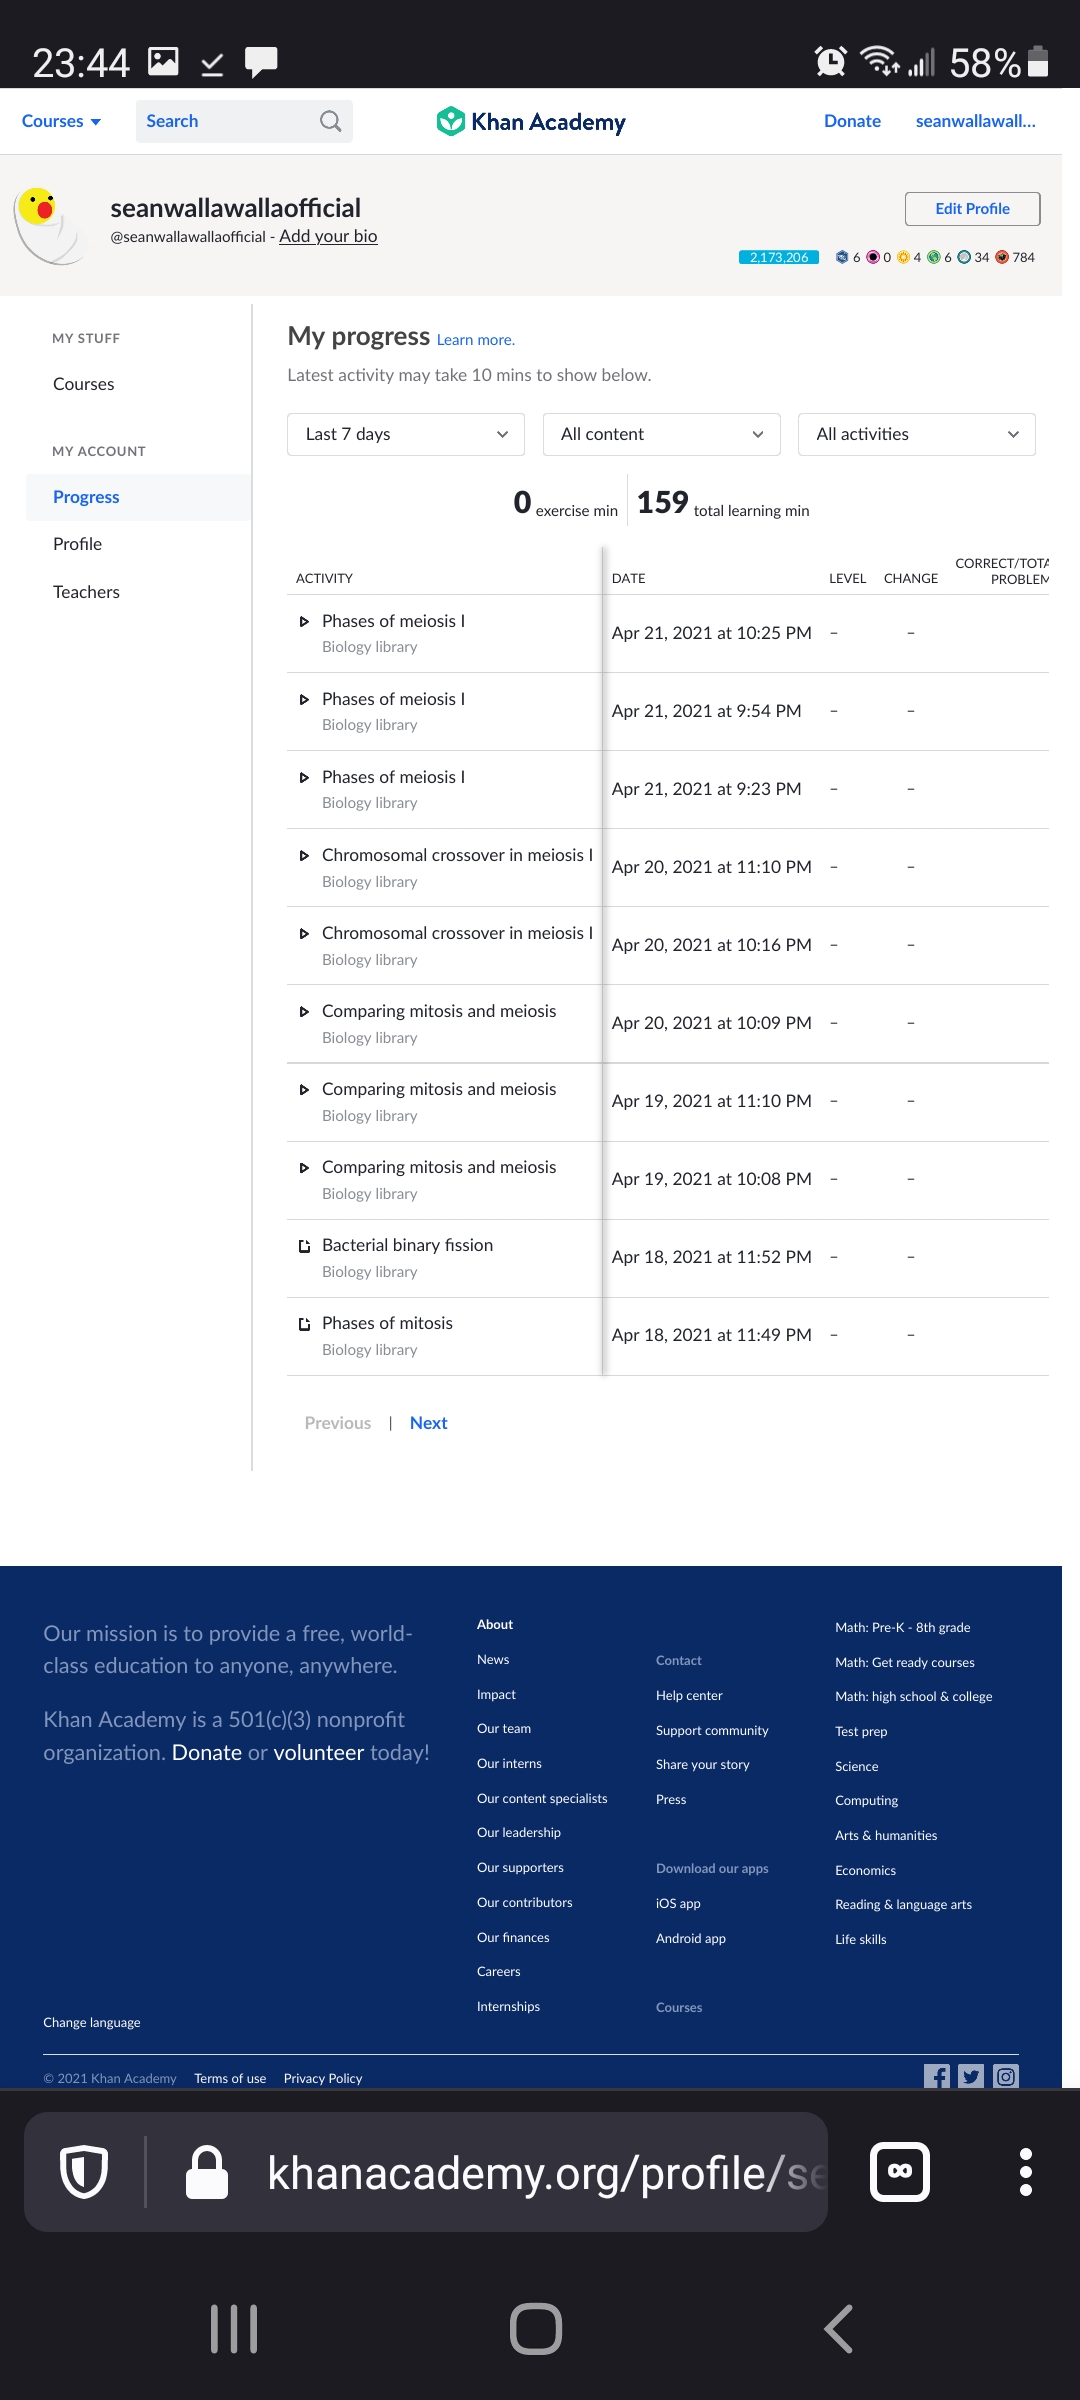 23:44
58%
Courses
Search
Khan Academy
Donate
seanwallawall...
seanwallawallaofficial
@seanwallawallaofficial - Add your bio
Edit Profile
2,173,206
6
0
4
6
34
784
MY STUFF
Courses
MY ACCOUNT
Progress
Profile
Teachers
My progress Learn more.
Latest activity may take 10 mins to show below.
Last 7 days
All content
All activities
0 exercise min
159 total learning min
ACTIVITY
DATE
LEVEL
CHANGE
CORRECT/TOTA
PROBLEM
Phases of meiosis I
Biology library
Apr 21, 2021 at 10:25 PM – –
Phases of meiosis I
Biology library
Apr 21, 2021 at 9:54 PM – –
Phases of meiosis I
Biology library
Apr 21, 2021 at 9:23 PM – –
Chromosomal crossover in meiosis I
Biology library
Apr 20, 2021 at 11:10 PM – –
Chromosomal crossover in meiosis I
Biology library
Apr 20, 2021 at 10:16 PM – –
Comparing mitosis and meiosis
Biology library
Apr 20, 2021 at 10:09 PM – –
Comparing mitosis and meiosis
Biology library
Apr 19, 2021 at 11:10 PM – –
Comparing mitosis and meiosis
Biology library
Apr 19, 2021 at 10:08 PM – –
Bacterial binary fission
Biology library
Apr 18, 2021 at 11:52 PM – –
Phases of mitosis
Biology library
Apr 18, 2021 at 11:49 PM – –
Previous | Next
Our mission is to provide a free, world-
class education to anyone, anywhere.
Khan Academy is a 501(c)(3) nonprofit
organization. Donate or volunteer today!
About
News
Impact
Our team
Our interns
Our content specialists
Our leadership
Our supporters
Our contributors
Our finances
Careers
Internships
Contact
Help center
Support community
Share your story
Press
Download our apps
iOS app
Android app
Courses
Math: Pre-K - 8th grade
Math: Get ready courses
Math: high school & college
Test prep
Science
Computing
Arts & humanities
Economics
Reading & language arts
Life skills
Change language
© 2021 Khan Academy
Terms of use
Privacy Policy
khanacademy.org/profile/se